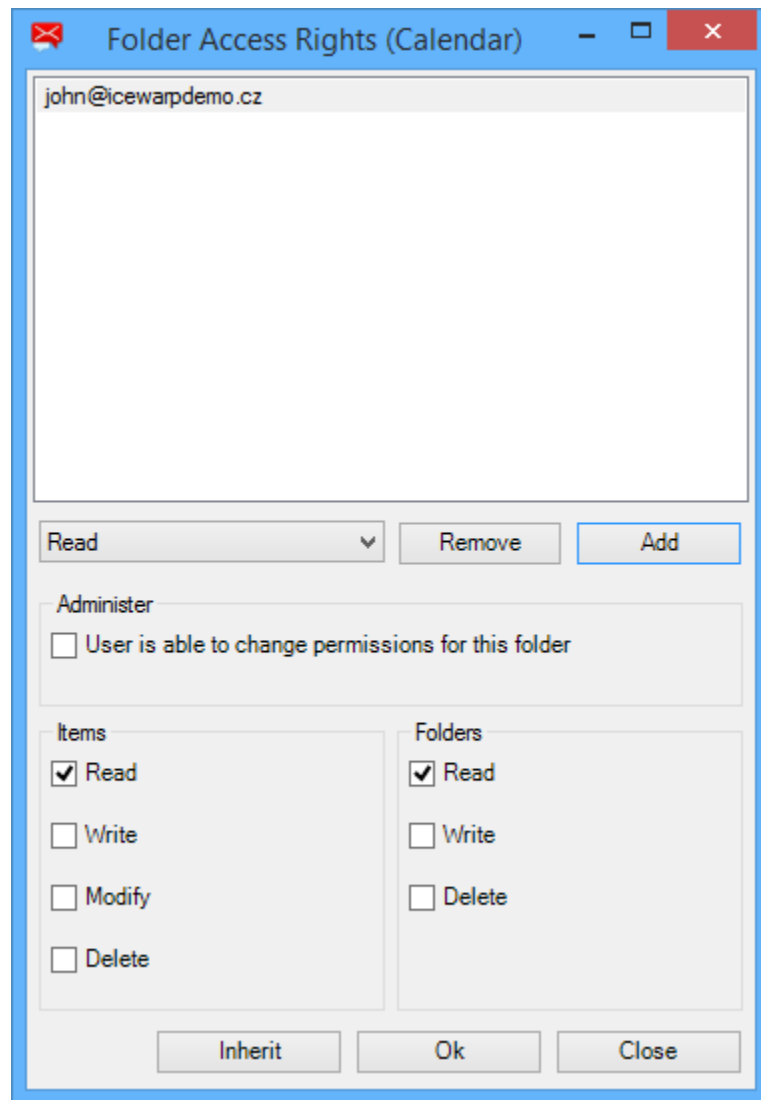 Folder Access Rights (Calendar)
john@icewarpdemo.cz
Read
Remove
Add
Administer
User is able to change permissions for this folder
Items
Read
Write
Modify
Delete
Folders
Read
Write
Delete
Inherit
Ok
Close